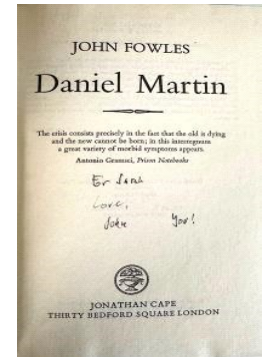 JOHN FOWLES
Daniel Martin
The crisis consists precisely in the fact that the old is dying
and the new cannot be born; in this interregnum
a great variety of morbid symptoms appears.
Antonio Gramsci, Prison Notebooks
Sarah
Love,
John
JONATHAN CAPE
THIRTY BEDFORD SQUARE LONDON